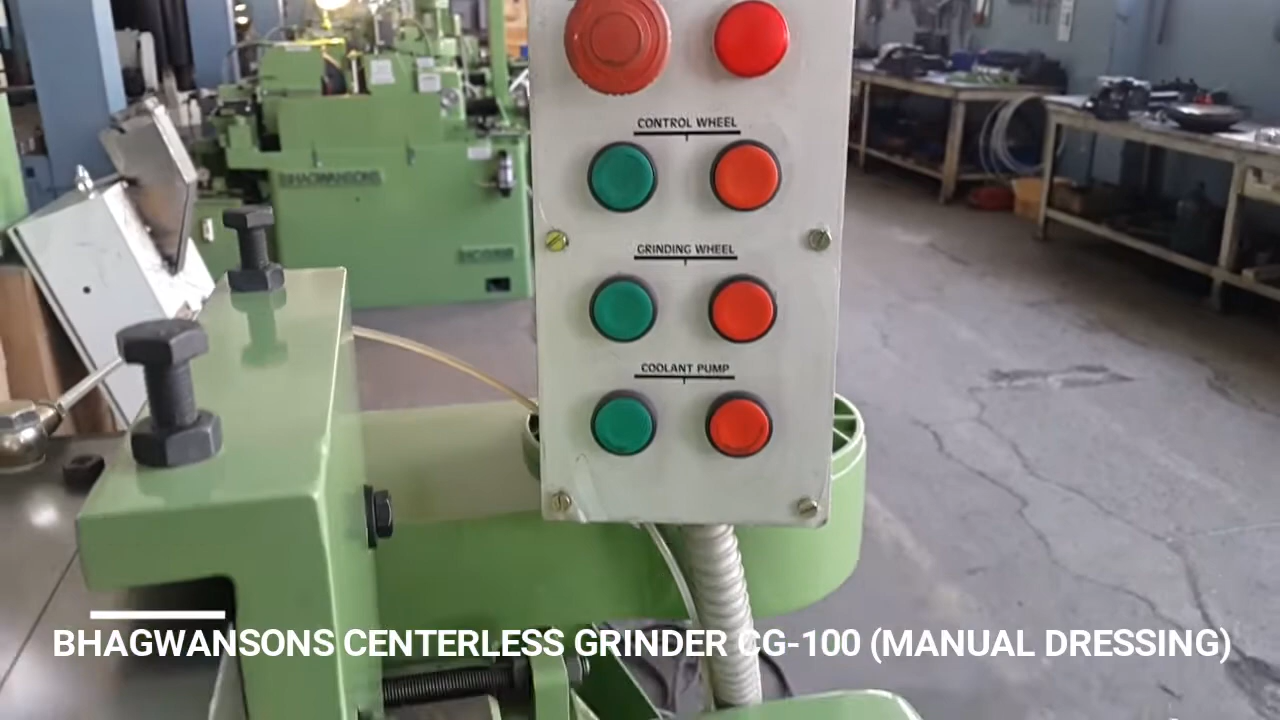 CONTROL WHEEL
BHAGWANSONS
GRINDING WHEEL
COOLANT PUMP
BHAGWANSONS CENTERLESS GRINDER CG-100 (MANUAL DRESSING)